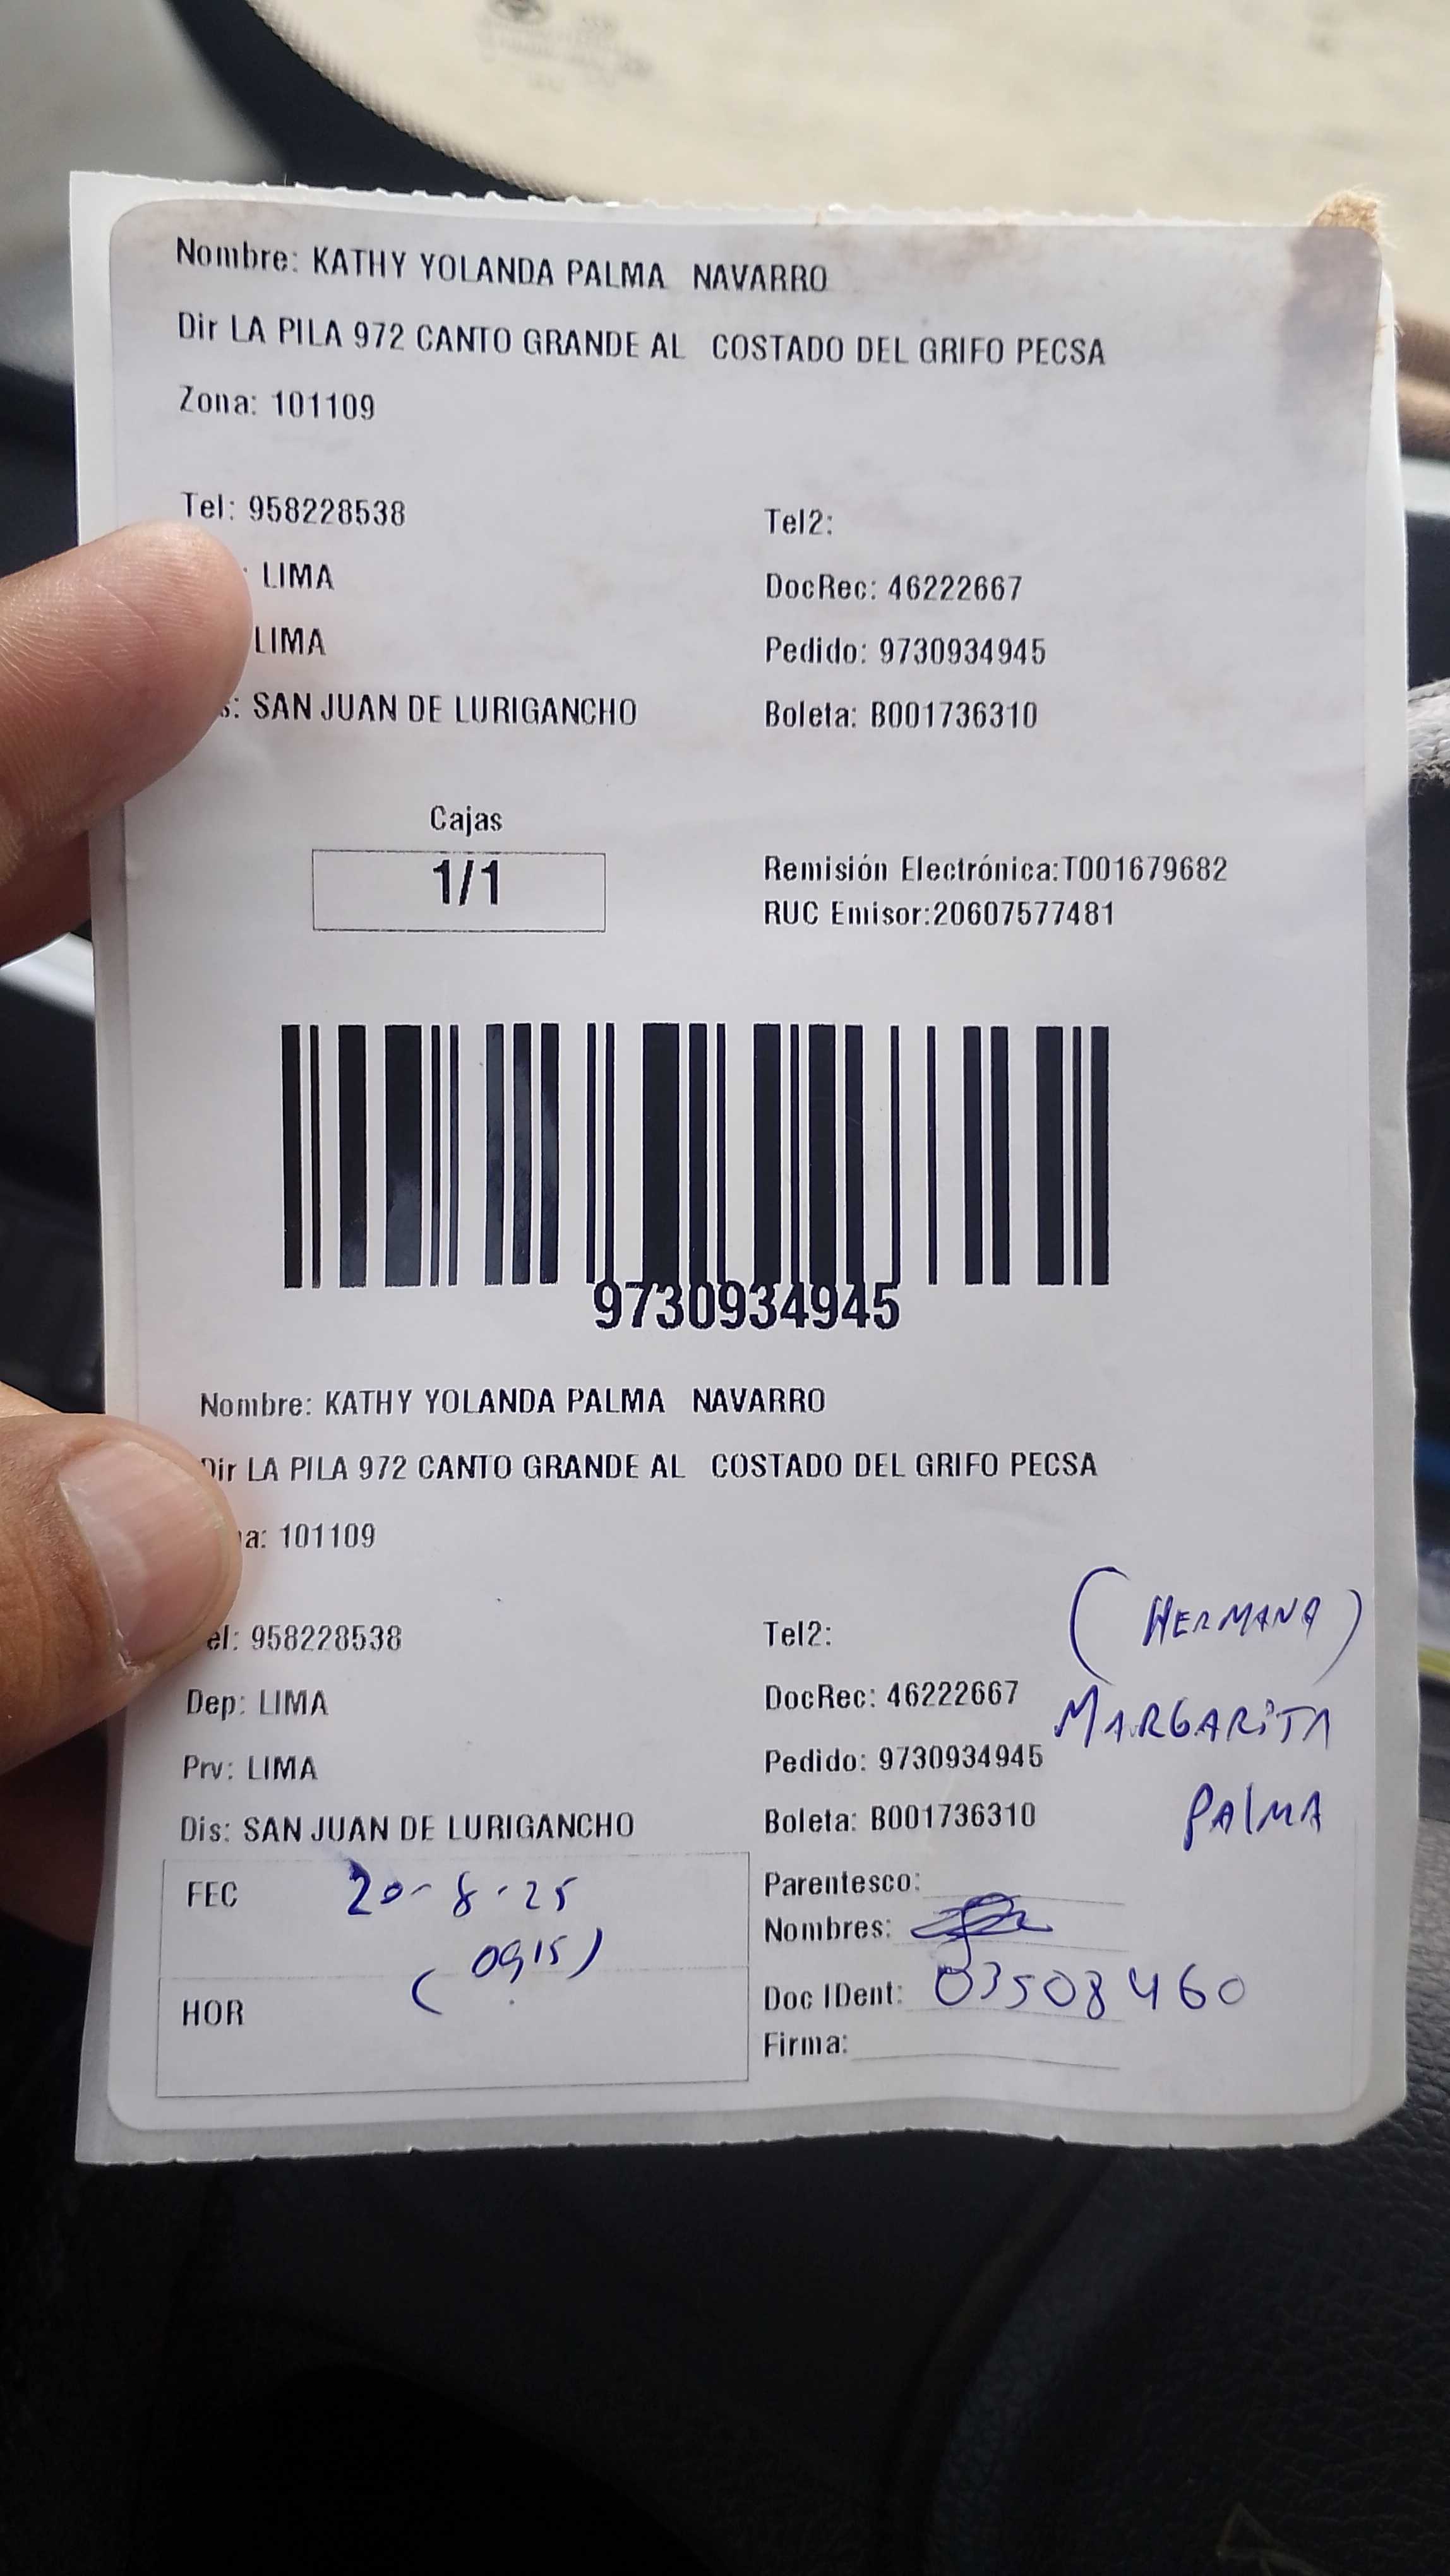 Nombre: KATHY YOLANDA PALMA NAVARRO
Dir LA PILA 972 CANTO GRANDE AL COSTADO DEL GRIFO PECSA
Zona: 101109
Tel: 958228538
Tel2:
LIMA
DocRec: 46222667
LIMA
Pedido: 9730934945
s: SAN JUAN DE LURIGANCHO
Boleta: B001736310
Cajas
1/1
Remisión Electrónica:T001679682
RUC Emisor:20607577481
9730934945
Nombre: KATHY YOLANDA PALMA NAVARRO
Dir LA PILA 972 CANTO GRANDE AL COSTADO DEL GRIFO PECSA
a: 101109
el: 958228538
Tel2:
(HERMANA)
Dep: LIMA
DocRec: 46222667
MARGARITA
Prv: LIMA
Pedido: 9730934945
PALMA
Dis: SAN JUAN DE LURIGANCHO
Boleta: B001736310
FEC 20-8-25
(0915)
HOR
Parentesco:
Nombres:
Doc IDent: 03508460
Firma: